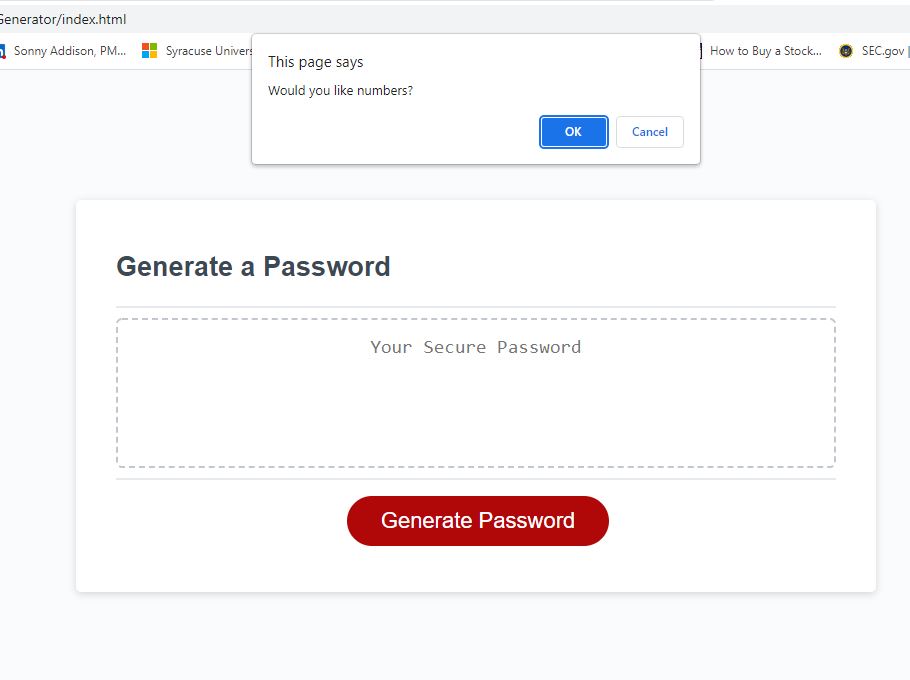 Generator/index.html
Sonny Addison, PM... Syracuse Univers How to Buy a Stock... SEC.gov |
This page says
Would you like numbers?
OK Cancel
Generate a Password
Your Secure Password
Generate Password